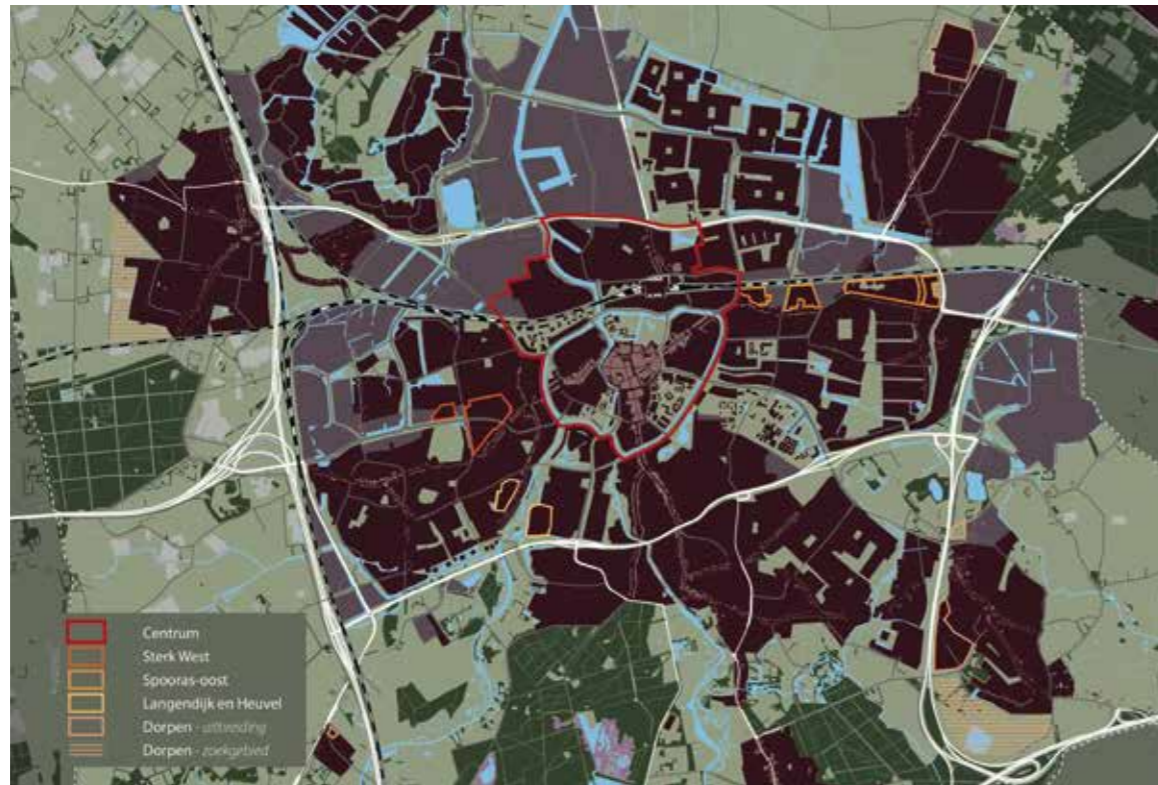 Centrum
Sterk West
Spooras-oost
Langendijk en Heuvel
Dorpen - uitbreiding
Dorpen - zoekgebied